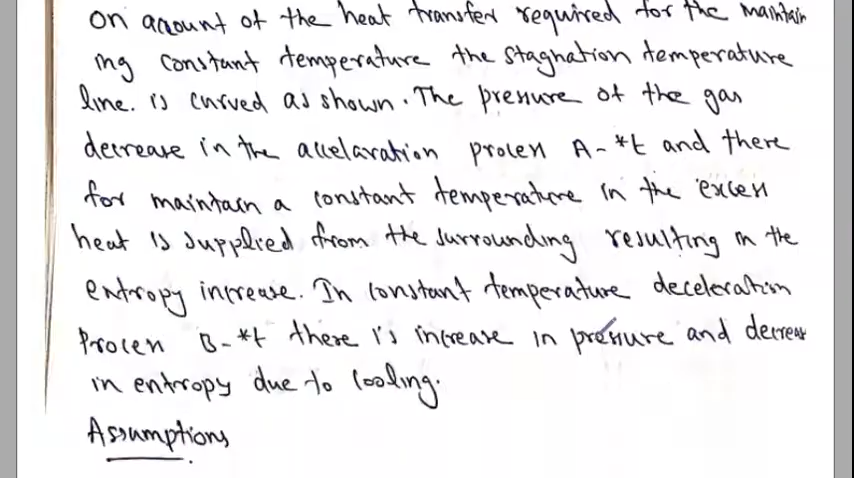 on account of the heat transfer required for the maintain
ing constant temperature the stagnation temperature
line. is curved as shown. The pressure of the gas
decrease in the accelaration process A-*t and there
for maintain a constant temperature in the excess
heat is supplied from the surrounding resulting in the
entropy increase. In constant temperature deceleration
Process B-*t there is increase in pressure and decrease
in entropy due to cooling.
Assumptions